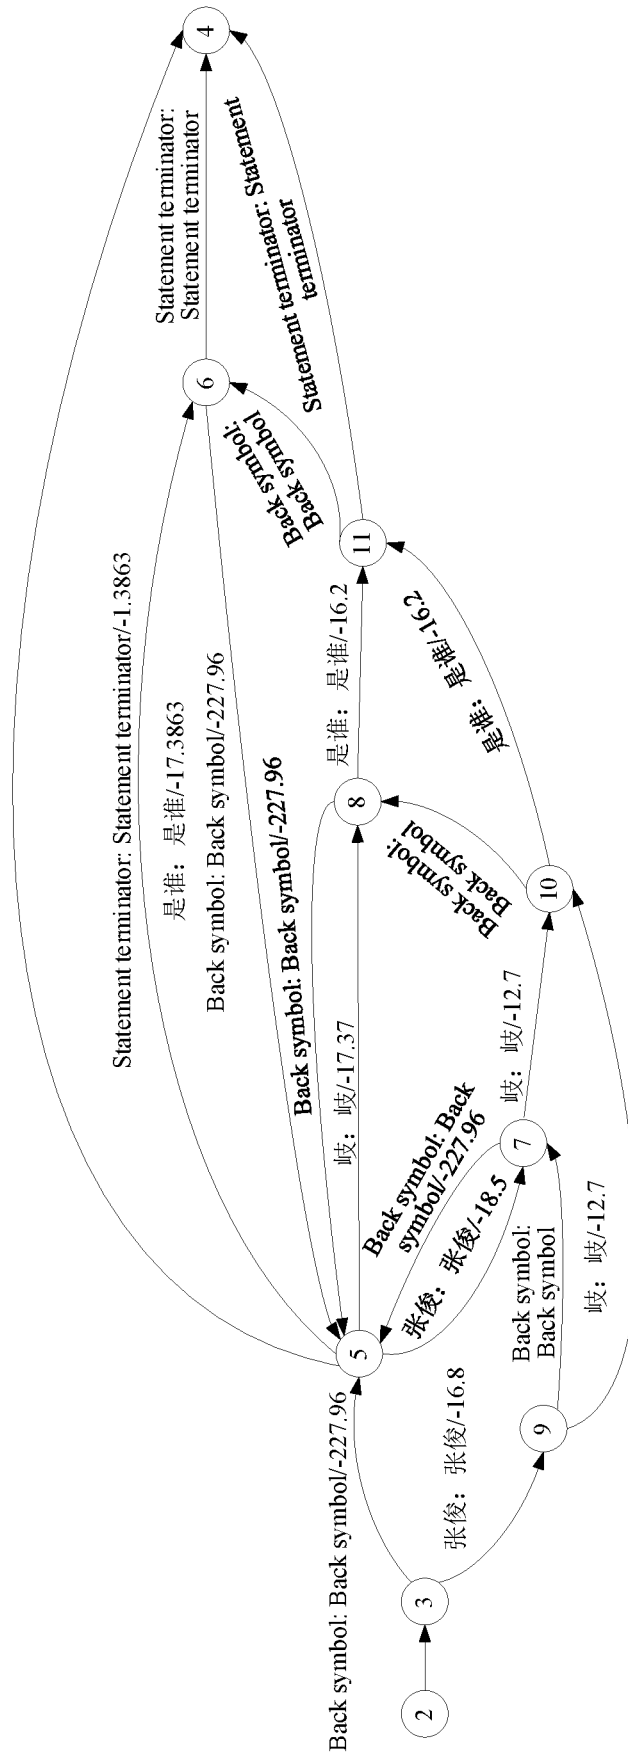 2
3
Back symbol: Back symbol/-227.96
张俊：张俊/-16.8
5
9
Back symbol:
Back symbol
岐：岐/-12.7
张俊：张俊/-18.5
Back symbol: Back
symbol/-227.96
7
岐：岐/-12.7
岐：岐/-17.37
Back symbol: Back symbol/-227.96
Back symbol: Back symbol/-227.96
是谁：是谁/-17.3863
Statement terminator: Statement terminator/-1.3863
10
Back symbol:
Back symbol
8
是谁：是谁/-16.2
是谁：是谁/-16.2
11
Back symbol:
Back symbol
6
Statement terminator:
Statement terminator
Statement terminator: Statement
terminator
4